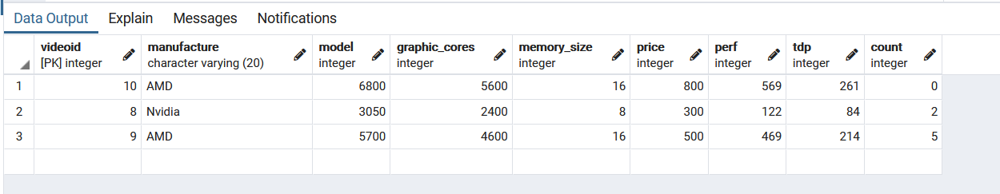 Data Output Explain Messages Notifications
videoid manufacture model graphic_cores memory_size price perf tdp count
[PK] integer character varying (20) integer integer integer integer integer integer integer
1 10 AMD 6800 5600 16 800 569 261 0
2 8 Nvidia 3050 2400 8 300 122 84 2
3 9 AMD 5700 4600 16 500 469 214 5